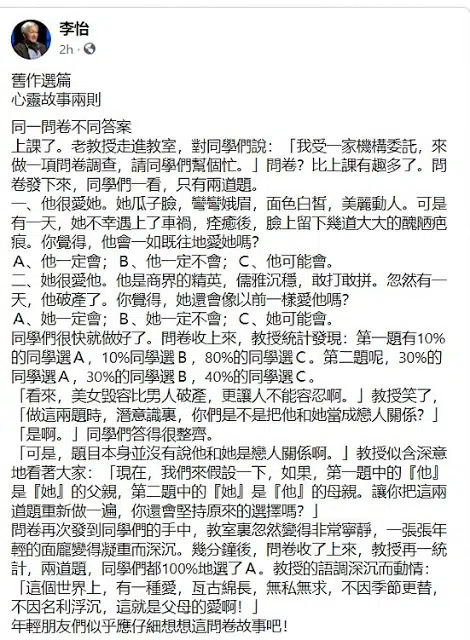 李怡
2h ·
舊作選篇
心靈故事兩則
同一問卷不同答案
上課了。老教授走進教室，對同學們說：「我受一家機構委託，來
做一項問卷調查，請同學們幫個忙。」問卷？比上課有趣多了。問
卷發下來，同學們一看，只有兩道題。
一、他很愛她。她瓜子臉，彎彎娥眉，面色白皙，美麗動人。可是
有一天，她不幸遇上了車禍，痊癒後，臉上留下幾道大大的醜陋疤
痕。你覺得，他會一如既往地愛她嗎？
A、他一定會； B、他一定不會； C、他可能會。
二、她很愛他。他是商界的精英，儒雅沉穩，敢打敢拼。忽然有一
天，他破產了。你覺得，她還會像以前一樣愛他嗎？
A、她一定會； B、她一定不會； C、她可能會。
同學們很快就做好了。問卷收上來，教授統計發現：第一題有10%
的同學選A，10%同學選B，80%的同學選C。第二題呢，30%的
同學選A，30%的同學選B，40%的同學選C。
「看來，美女毀容比男人破產，更讓人不能容忍啊。」教授笑了，
「做這兩題時，潛意識裏，你們是不是把他和她當成戀人關係？」
「是啊。」同學們答得很整齊。
「可是，題目本身並沒有說他和她是戀人關係啊。」教授似含深意
地看著大家：「現在，我們來假設一下，如果，第一題中的『他』
是『她』的父親，第二題中的『她』是『他』的母親。讓你把這兩
道題重新做一遍，你還會堅持原來的選擇嗎？」
問卷再次發到同學們的手中，教室裏忽然變得非常寧靜，一張張年
輕的面龐變得凝重而深沉。幾分鐘後，問卷收了上來，教授再一統
計，兩道題，同學們都100%地選了A。教授的語調深沉而動情：
「這個世界上，有一種愛，亙古綿長，無私無求，不因季節更替，
不因名利浮沉，這就是父母的愛啊！」
年輕朋友們似乎應仔細想想這問卷故事吧！